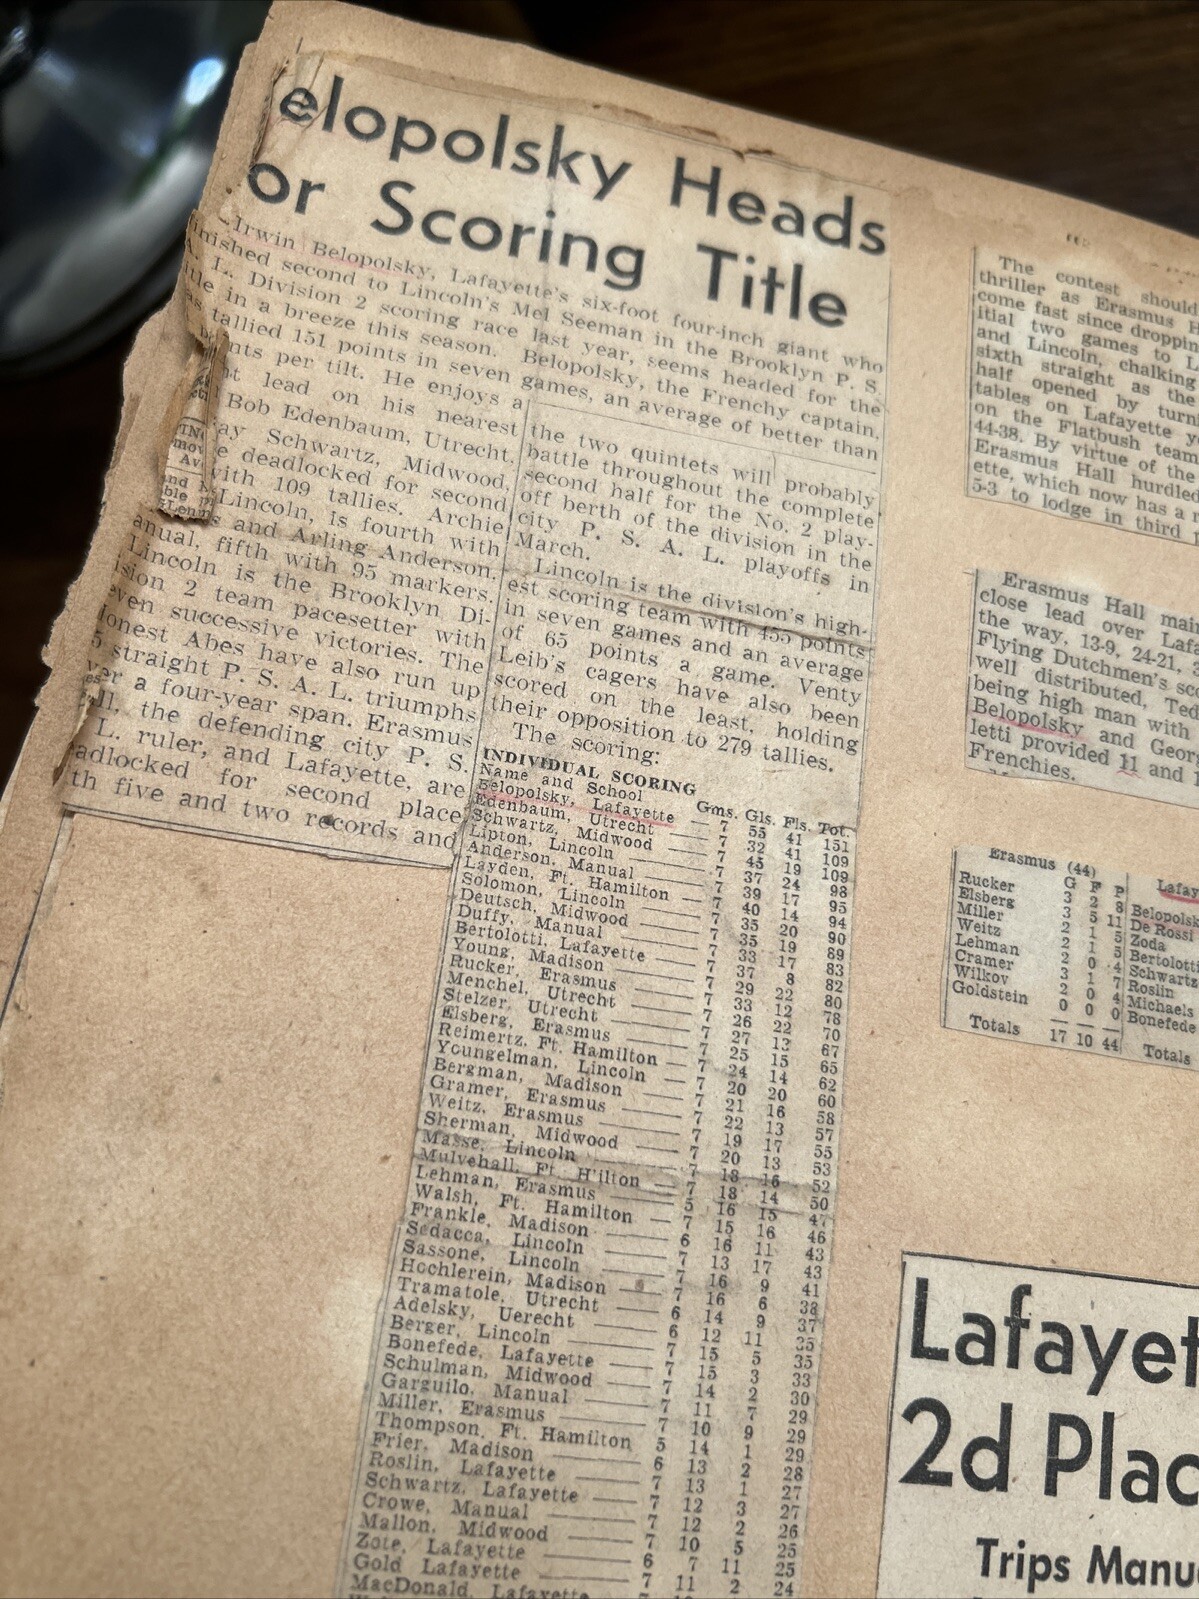 elopolsky Heads
or Scoring Title
Irwin Belopolsky, Lafayette's six-foot four-inch giant who
finished second to Lincoln's Mel Seeman in the Brooklyn P. S.
A. L. Division 2 scoring race last year, seems headed for the
title in a breeze this season. Belopolsky, the Frenchy captain,
has tallied 151 points in seven games, an average of better than
nts per tilt. He enjoys a
nt lead on his nearest
Bob Edenbaum, Utrecht,
ay Schwartz, Midwood,
e deadlocked for second
with 109 tallies. Archie
Lincoln, is fourth with
s and Arling Anderson,
anual, fifth with 95 markers.
Lincoln is the Brooklyn Di-
ision 2 team pacesetter with
even successive victories. The
onest Abes have also run up
5 straight P. S. A. L. triumphs
ver a four-year span. Erasmus
ll, the defending city P. S.
L. ruler, and Lafayette, are
adlocked for second place
th five and two records and
the two quintets will probably
battle throughout the complete
second half for the No. 2 play-
off berth of the division in the
city P. S. A. L. playoffs in
March.
Lincoln is the division's high-
est scoring team with 455 points
in seven games and an average
of 65 points a game. Venty
Leib's cagers have also been
scored on the least, holding
their opposition to 279 tallies.
The scoring:
INDIVIDUAL SCORING
Name and School Gms. Gls. Fls. Tot.
Belopolsky, Lafayette 7 55 41 151
Edenbaum, Utrecht 7 32 41 109
Schwartz, Midwood 7 45 19 109
Lipton, Lincoln 7 37 24 98
Anderson, Manual 7 39 17 95
Layden, Ft. Hamilton 7 40 14 94
Solomon, Lincoln 7 35 20 90
Deutsch, Midwood 7 35 19 89
Duffy, Manual 7 33 17 83
Bertolotti, Lafayette 7 37 8 82
Young, Madison 7 29 22 80
Rucker, Erasmus 7 33 12 78
Menchel, Utrecht 7 26 22 70
Stelzer, Utrecht 7 27 13 67
Elsberg, Erasmus 7 25 15 65
Reimertz, Ft. Hamilton 7 24 14 62
Youngelman, Lincoln 7 20 20 60
Bergman, Madison 7 21 16 58
Gramer, Erasmus 7 22 13 57
Weitz, Erasmus 7 19 17 55
Sherman, Midwood 7 20 13 53
Masse, Lincoln 7 18 16 52
Mulvehall, Ft. H'ilton 7 18 14 50
Lehman, Erasmus 5 16 15 47
Walsh, Ft. Hamilton 7 15 16 46
Frankle, Madison 6 16 11 43
Sedacca, Lincoln 7 13 17 43
Sassone, Lincoln 7 16 9 41
Hochlerein, Madison 7 16 6 38
Tramatole, Utrecht 6 14 9 37
Adelsky, Uerecht 6 12 11 35
Berger, Lincoln 7 15 5 35
Bonefede, Lafayette 7 15 3 33
Schulman, Midwood 7 14 2 30
Garguilo, Manual 7 11 7 29
Miller, Erasmus 7 10 9 29
Thompson, Ft. Hamilton 5 14 1 29
Frier, Madison 6 13 2 28
Roslin, Lafayette 7 13 1 27
Schwartz, Lafayette 7 12 3 27
Crowe, Manual 7 12 2 26
Mallon, Midwood 7 10 5 25
Zote, Lafayette 6 7 11 25
Gold Lafayette 7 11 2 24
MacDonald, Lafayette
The contest should
thriller as Erasmus H
come fast since droppin
itial two games to L
and Lincoln, chalking
sixth straight as the
half opened by turni
tables on Lafayette y
on the Flatbush team
44-38. By virtue of the
Erasmus Hall hurdled
ette, which now has a r
5-3 to lodge in third
Erasmus Hall main
close lead over Lafa
the way, 13-9, 24-21,
Flying Dutchmen's sco
well distributed, Ted
being high man with
Belopolsky and Georg
letti provided 11 and
Frenchies.
Erasmus (44)
G F P
Rucker 3 2 8
Elsberg 3 5 11
Miller 2 1 5
Weitz 2 1 5
Lehman 2 0 4
Cramer 3 1 7
Wilkov 2 0 4
Goldstein 0 0 0
Totals 17 10 44
Lafay
Belopolsk
De Rossi
Zoda
Bertolotti
Schwartz
Roslin
Michaels
Bonefede
Totals
Lafayet
2d Plac
Trips Manu